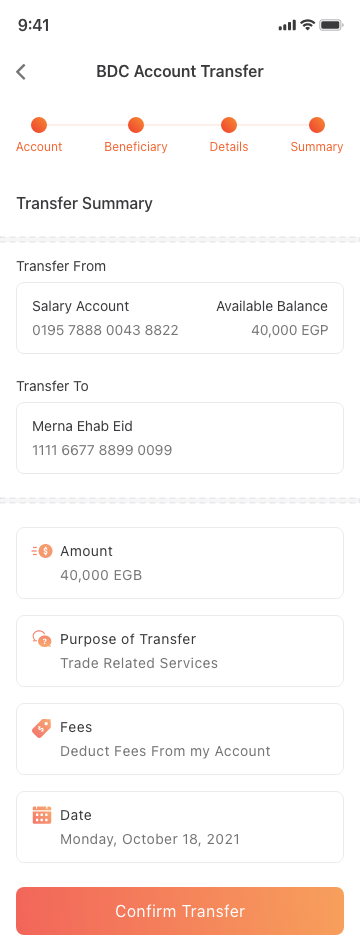 9:41
BDC Account Transfer
Account Beneficiary Details Summary
Transfer Summary
Transfer From
Salary Account Available Balance
0195 7888 0043 8822 40,000 EGP
Transfer To
Merna Ehab Eid
1111 6677 8899 0099
Amount
40,000 EGB
Purpose of Transfer
Trade Related Services
Fees
Deduct Fees From my Account
Date
Monday, October 18, 2021
Confirm Transfer